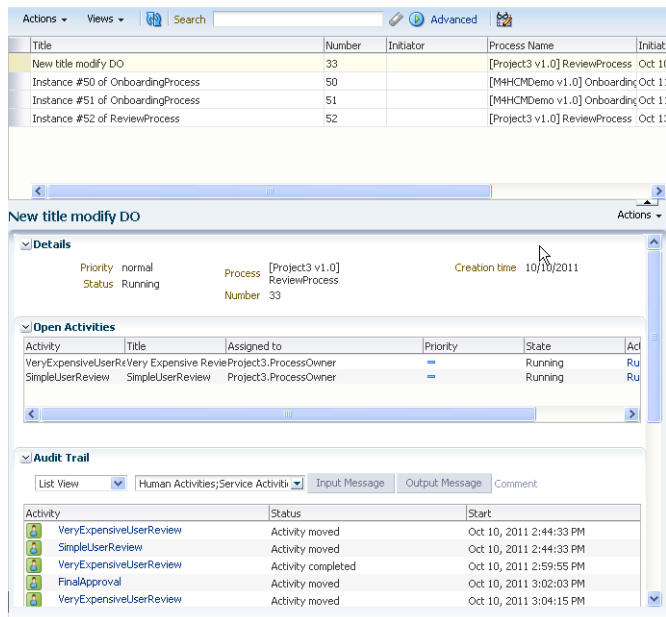 Actions Views Search Advanced
Title Number Initiator Process Name Initiat
New title modify DO 33 [Project3 v1.0] ReviewProcess Oct 10
Instance #50 of OnboardingProcess 50 [M4HCMDemo v1.0] Onboarding Oct 11
Instance #51 of OnboardingProcess 51 [M4HCMDemo v1.0] Onboarding Oct 11
Instance #52 of ReviewProcess 52 [Project3 v1.0] ReviewProcess Oct 13
New title modify DO Actions
Details
Priority normal Process [Project3 v1.0] ReviewProcess Creation time 10/10/2011
Status Running
Number 33
Open Activities
Activity Title Assigned to Priority State Act
VeryExpensiveUserRe Very Expensive Revie Project3.ProcessOwner Running Ru
SimpleUserReview SimpleUserReview Project3.ProcessOwner Running Ru
Audit Trail
List View Human Activities;Service Activiti Input Message Output Message Comment
Activity Status Start
VeryExpensiveUserReview Activity moved Oct 10, 2011 2:44:33 PM
SimpleUserReview Activity moved Oct 10, 2011 2:44:33 PM
VeryExpensiveUserReview Activity completed Oct 10, 2011 2:59:55 PM
FinalApproval Activity moved Oct 10, 2011 3:02:03 PM
VeryExpensiveUserReview Activity moved Oct 10, 2011 3:04:15 PM